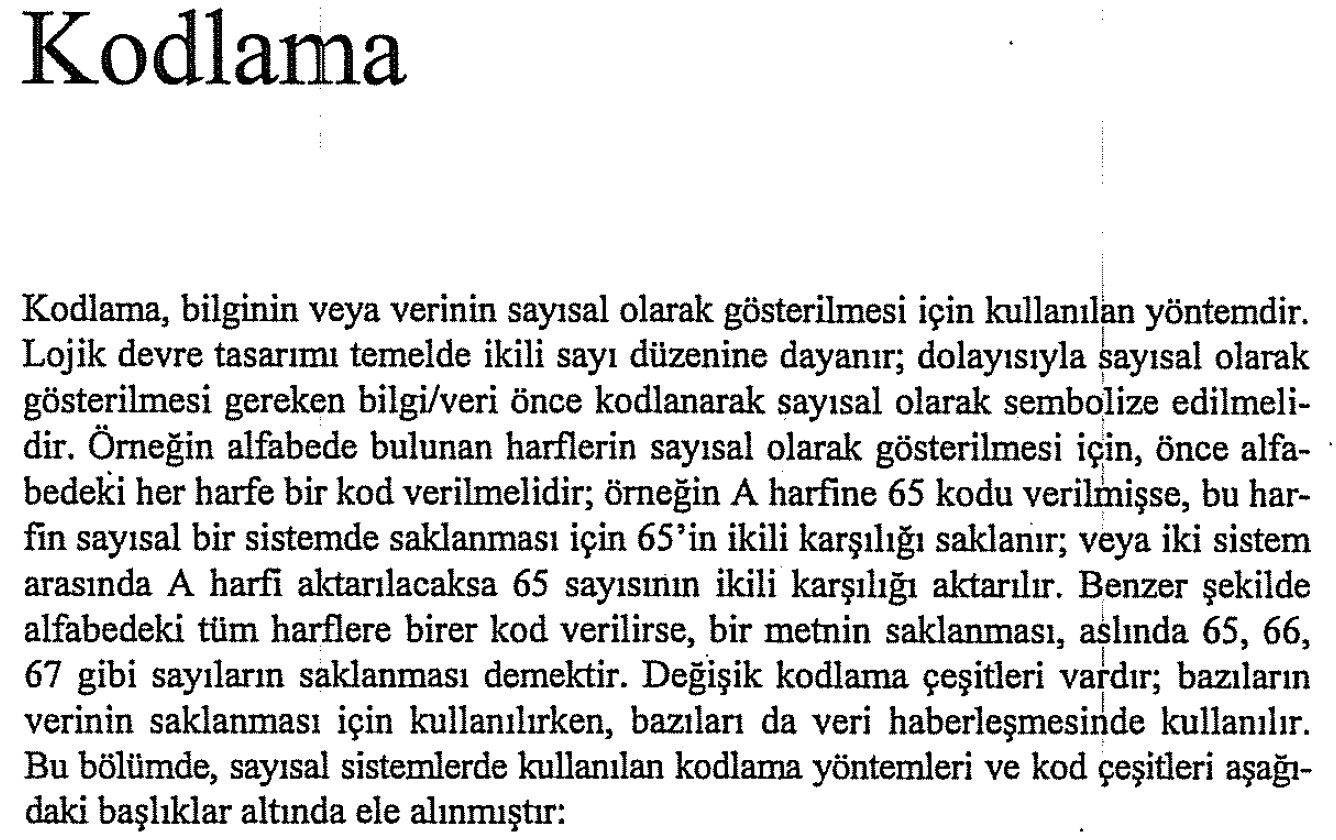 Kodlama
Kodlama, bilginin veya verinin sayısal olarak gösterilmesi için kullanılan yöntemdir.
Lojik devre tasarımı temelde ikili sayı düzenine dayanır; dolayısıyla sayısal olarak
gösterilmesi gereken bilgi/veri önce kodlanarak sayısal olarak sembolize edilmeli-
dir. Örneğin alfabede bulunan harflerin sayısal olarak gösterilmesi için, önce alfa-
bedeki her harfe bir kod verilmelidir; örneğin A harfine 65 kodu verilmişse, bu har-
fin sayısal bir sistemde saklanması için 65'in ikili karşılığı saklanır; veya iki sistem
arasında A harfi aktarılacaksa 65 sayısının ikili karşılığı aktarılır. Benzer şekilde
alfabedeki tüm harflere birer kod verilirse, bir metnin saklanması, aslında 65, 66,
67 gibi sayıların saklanması demektir. Değişik kodlama çeşitleri vardır; bazıların
verinin saklanması için kullanılırken, bazıları da veri haberleşmesinde kullanılır.
Bu bölümde, sayısal sistemlerde kullanılan kodlama yöntemleri ve kod çeşitleri aşağı-
daki başlıklar altında ele alınmıştır: